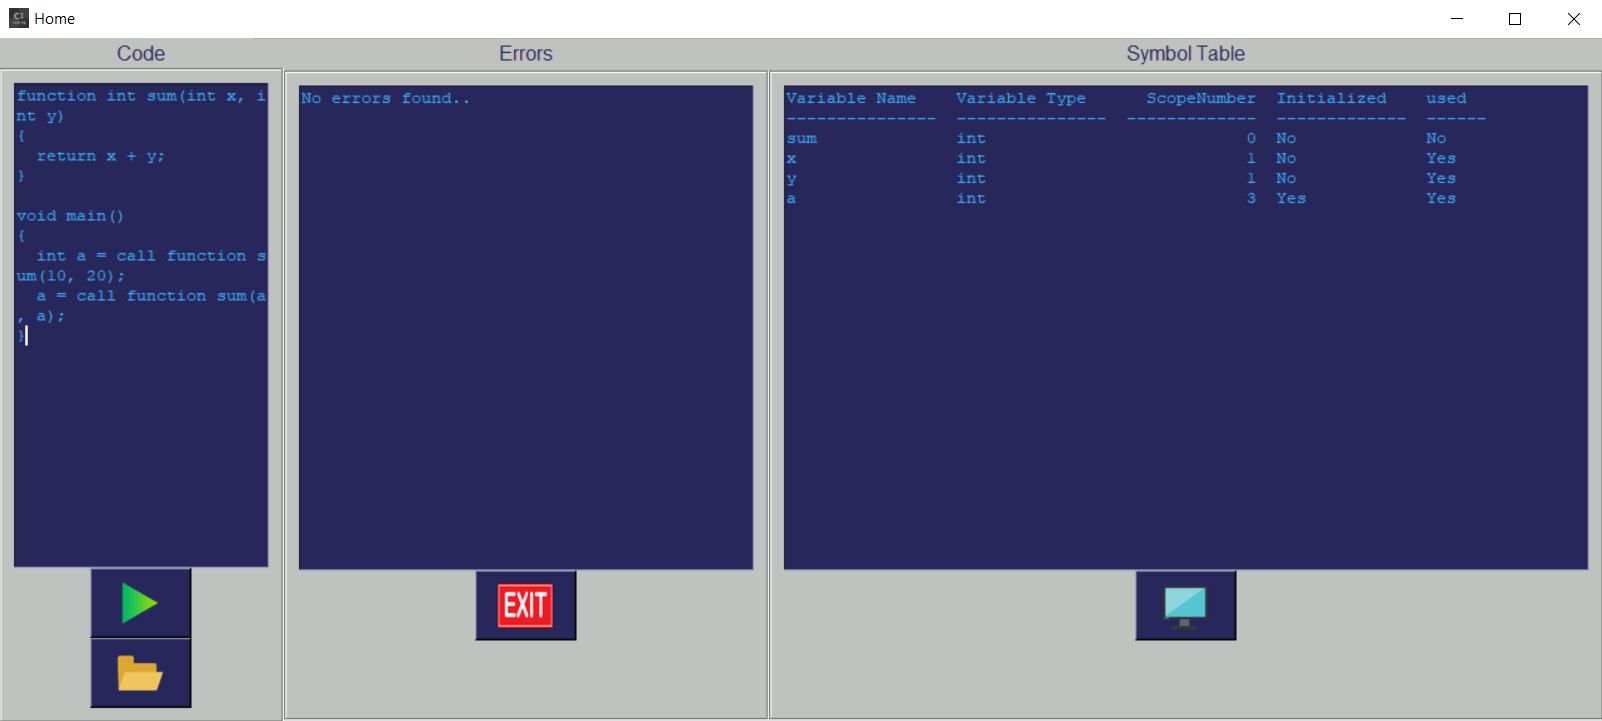 Home
Code
function int sum(int x, i
nt y)
{
  return x + y;
}
void main()
{
  int a = call function s
um(10, 20);
  a = call function sum(a
, a);
}
Errors
No errors found..
EXIT
Symbol Table
Variable Name    Variable Type    ScopeNumber  Initialized    used
---------------  ---------------  -------------  -------------  ------
sum              int              0  No             No
x                int              1  No             Yes
y                int              1  No             Yes
a                int              3  Yes            Yes